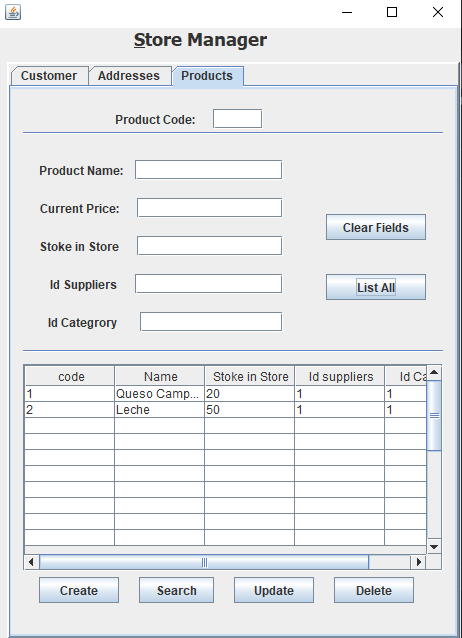 Store Manager
Customer Addresses Products
Product Code:
Product Name:
Current Price:
Stoke in Store
Clear Fields
Id Suppliers
List All
Id Categrory
code Name Stoke in Store Id suppliers Id Ca
1 Queso Camp... 20 1 1
2 Leche 50 1 1
Create Search Update Delete